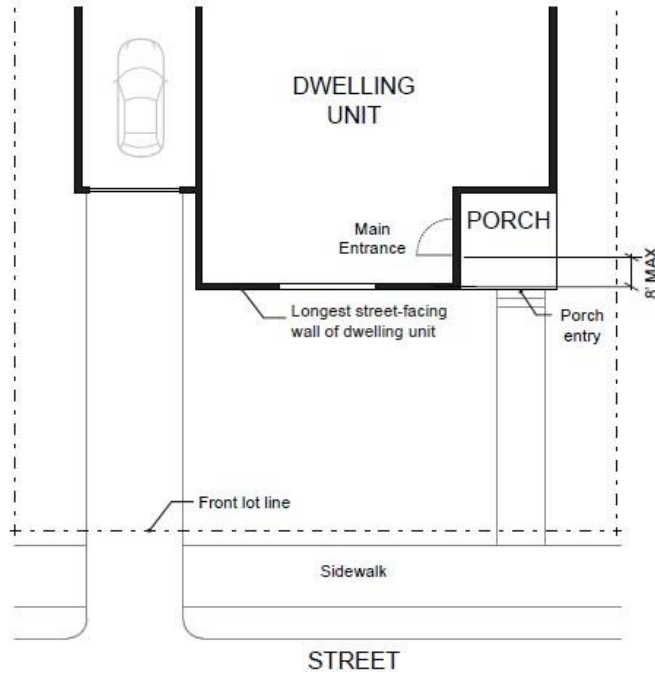 DWELLING
UNIT
Main
Entrance
PORCH
8' MAX
Longest street-facing
wall of dwelling unit
Porch
entry
Front lot line
Sidewalk
STREET